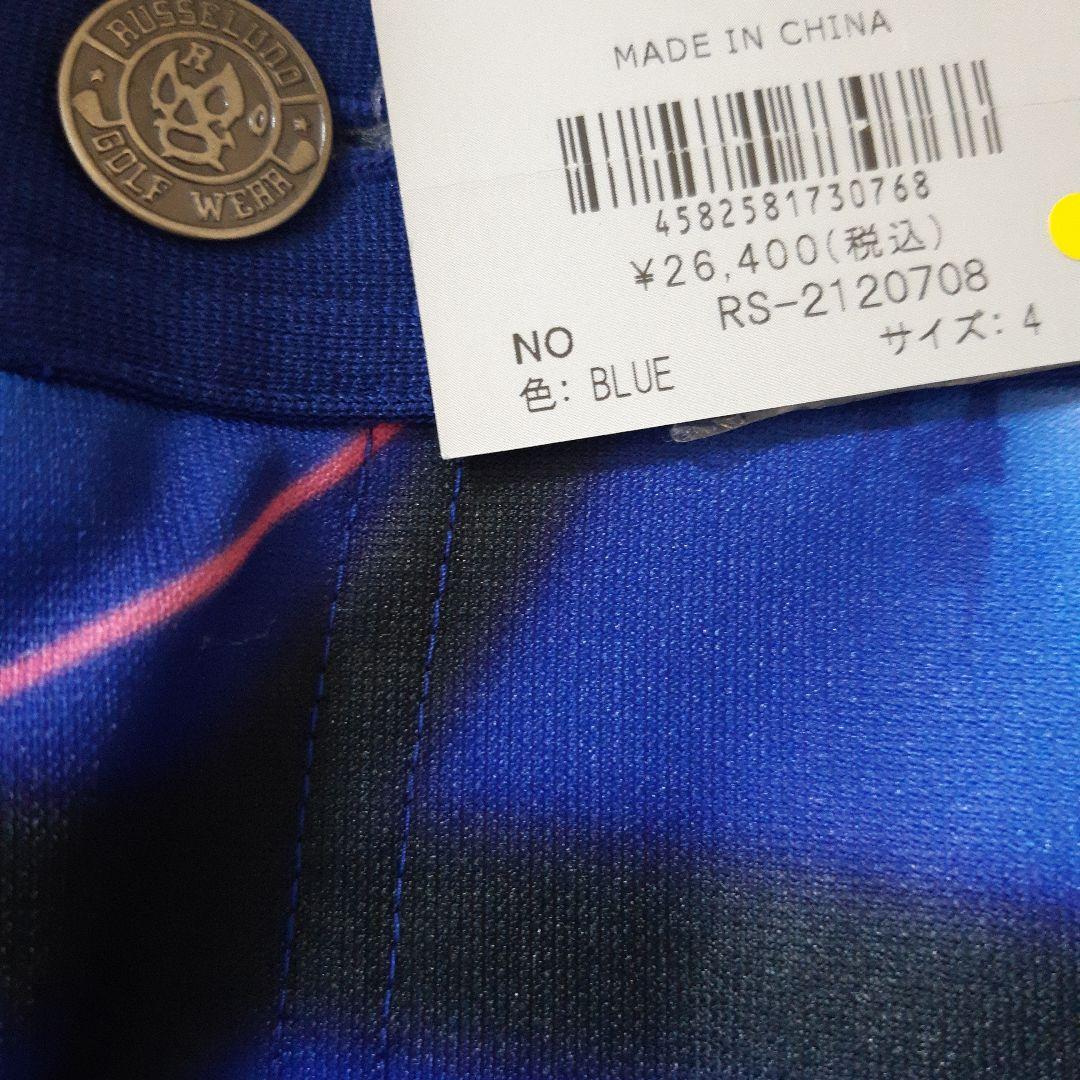 RUSSELUNO
R
GOLF WEAR
MADE IN CHINA
4582581730768
¥26,400(税込)
NO RS-2120708
色: BLUE サイズ: 4